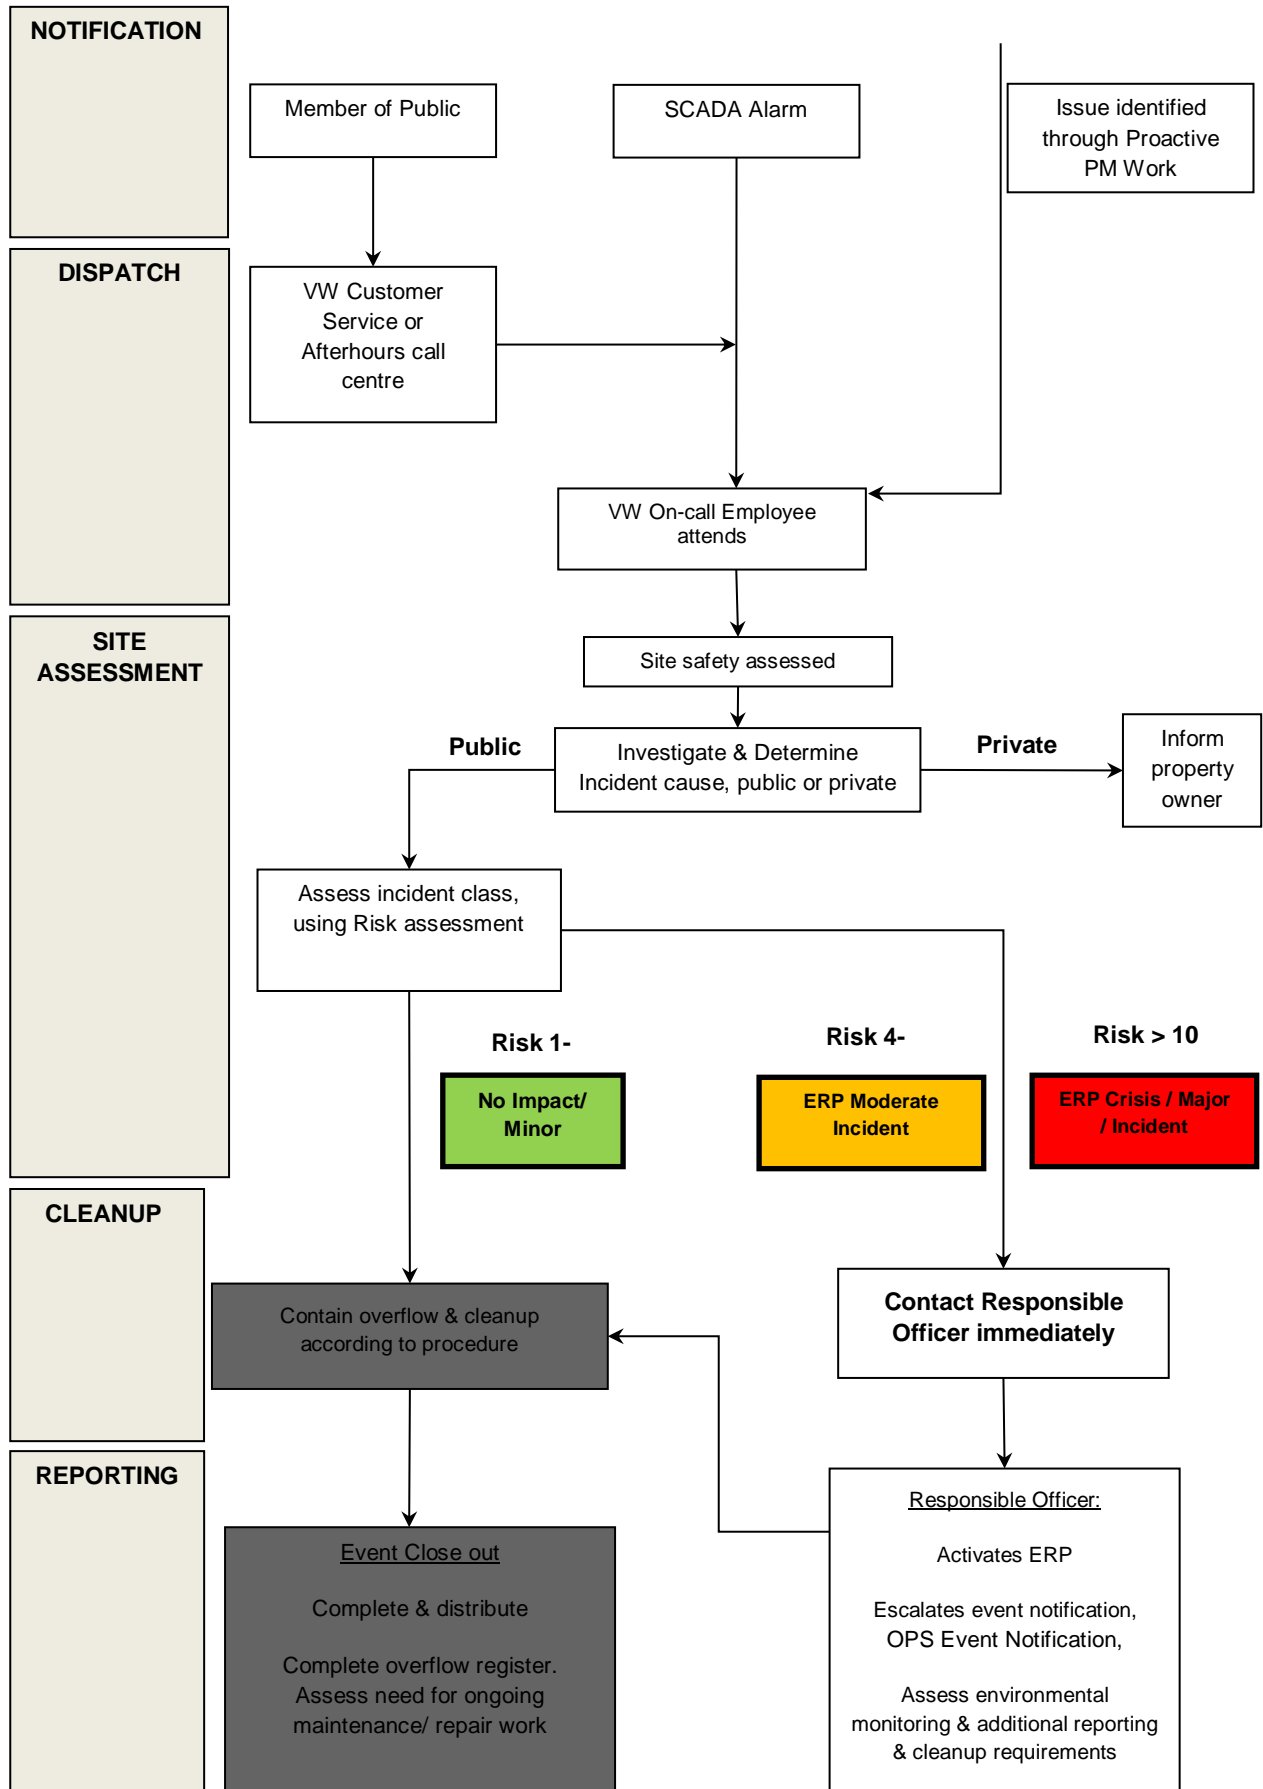 NOTIFICATION
Member of Public
SCADA Alarm
Issue identified
through Proactive
PM Work
DISPATCH
VW Customer
Service or
Afterhours call
centre
VW On-call Employee
attends
SITE
ASSESSMENT
Site safety assessed
Public
Investigate & Determine
Incident cause, public or private
Private
Inform
property
owner
Assess incident class,
using Risk assessment
Risk 1-
Risk 4-
Risk > 10
No Impact/
Minor
ERP Moderate
Incident
ERP Crisis / Major
/ Incident
CLEANUP
Contain overflow & cleanup
according to procedure
Contact Responsible
Officer immediately
REPORTING
Event Close out
Complete & distribute
Complete overflow register.
Assess need for ongoing
maintenance/ repair work
Responsible Officer:
Activates ERP
Escalates event notification,
OPS Event Notification,
Assess environmental
monitoring & additional reporting
& cleanup requirements